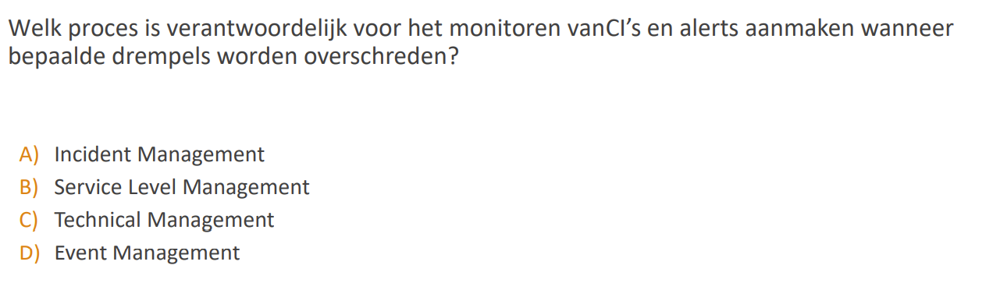 Welk proces is verantwoordelijk voor het monitoren vanCI’s en alerts aanmaken wanneer
bepaalde drempels worden overschreden?
A) Incident Management
B) Service Level Management
C) Technical Management
D) Event Management